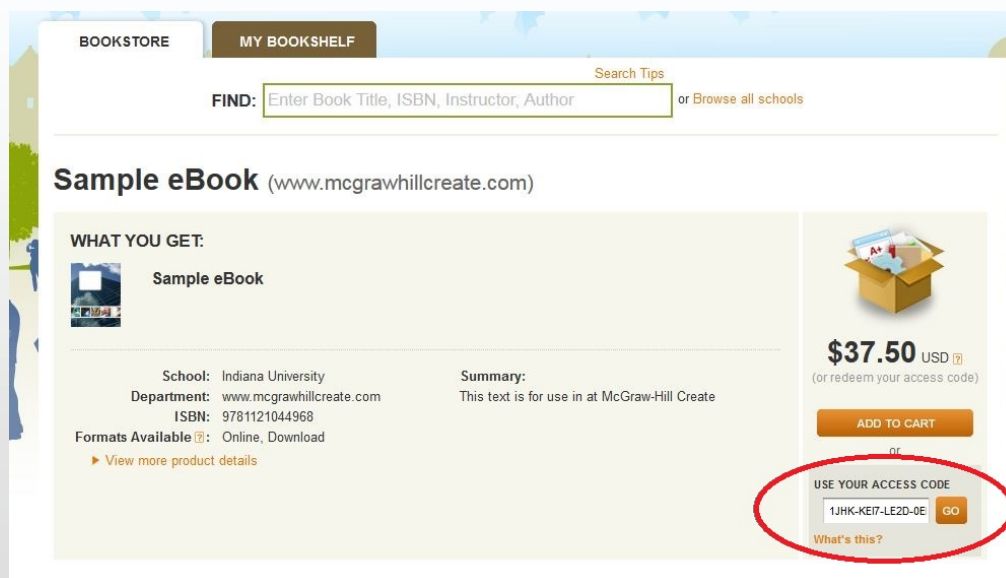 BOOKSTORE MY BOOKSHELF
Search Tips
FIND: Enter Book Title, ISBN, Instructor, Author or Browse all schools
Sample eBook (www.mcgrawhillcreate.com)
WHAT YOU GET:
Sample eBook
School: Indiana University
Department: www.mcgrawhillcreate.com
ISBN: 9781121044968
Formats Available ?: Online, Download
View more product details
Summary:
This text is for use in at McGraw-Hill Create
A+
$37.50 USD ?
(or redeem your access code)
ADD TO CART
or
USE YOUR ACCESS CODE
1JHK-KEI7-LE2D-0E GO
What's this?